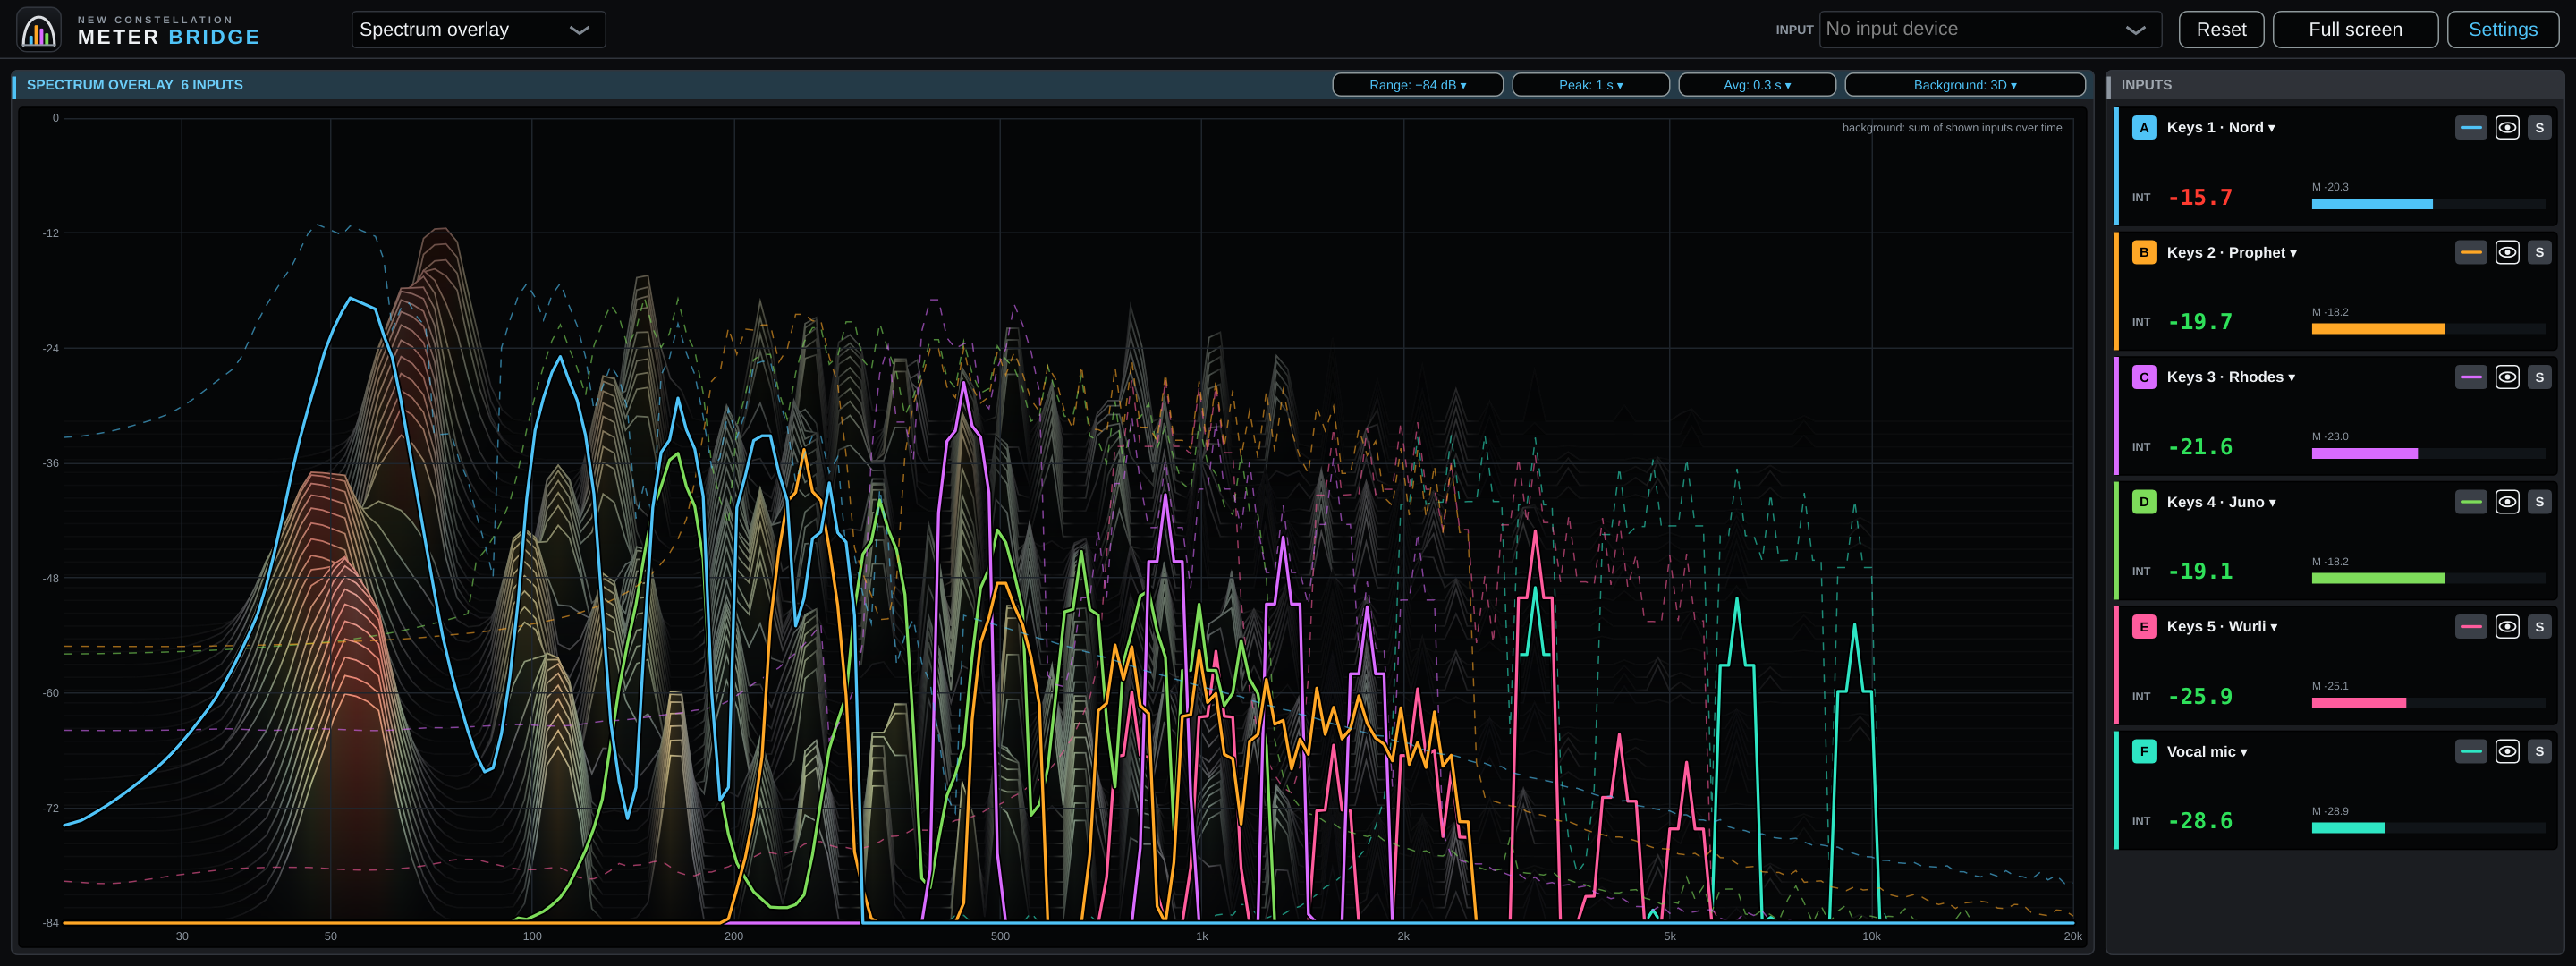 NEW CONSTELLATION
METER BRIDGE
Spectrum overlay
INPUT No input device
Reset
Full screen
Settings
SPECTRUM OVERLAY 6 INPUTS
Range: −84 dB ▾
Peak: 1 s ▾
Avg: 0.3 s ▾
Background: 3D ▾
background: sum of shown inputs over time
0
-12
-24
-36
-48
-60
-72
-84
30 50 100 200 500 1k 2k 5k 10k 20k
INPUTS
A Keys 1 · Nord ▾ S
M -20.3
INT -15.7
B Keys 2 · Prophet ▾ S
M -18.2
INT -19.7
C Keys 3 · Rhodes ▾ S
M -23.0
INT -21.6
D Keys 4 · Juno ▾ S
M -18.2
INT -19.1
E Keys 5 · Wurli ▾ S
M -25.1
INT -25.9
F Vocal mic ▾ S
M -28.9
INT -28.6